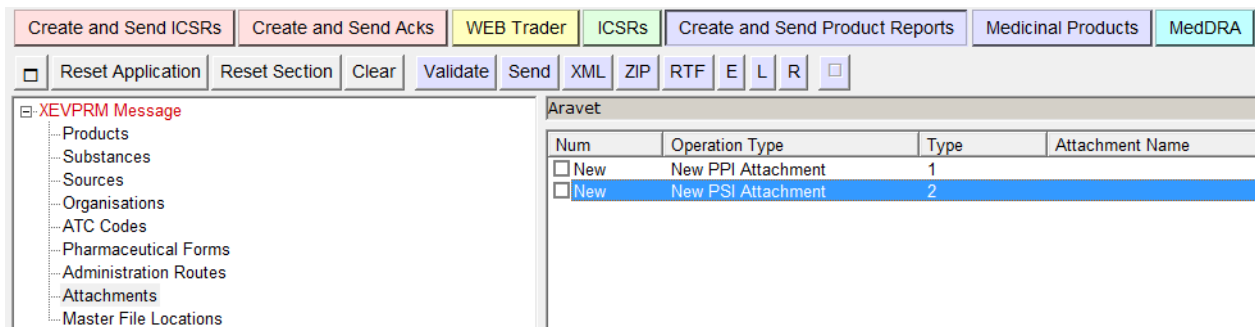 Create and Send ICSRs Create and Send Acks WEB Trader ICSRs Create and Send Product Reports Medicinal Products MedDRA
Reset Application Reset Section Clear Validate Send XML ZIP RTF E L R
XEVPRM Message
Products
Substances
Sources
Organisations
ATC Codes
Pharmaceutical Forms
Administration Routes
Attachments
Master File Locations
Aravet
Num Operation Type Type Attachment Name
New New PPI Attachment 1
New New PSI Attachment 2